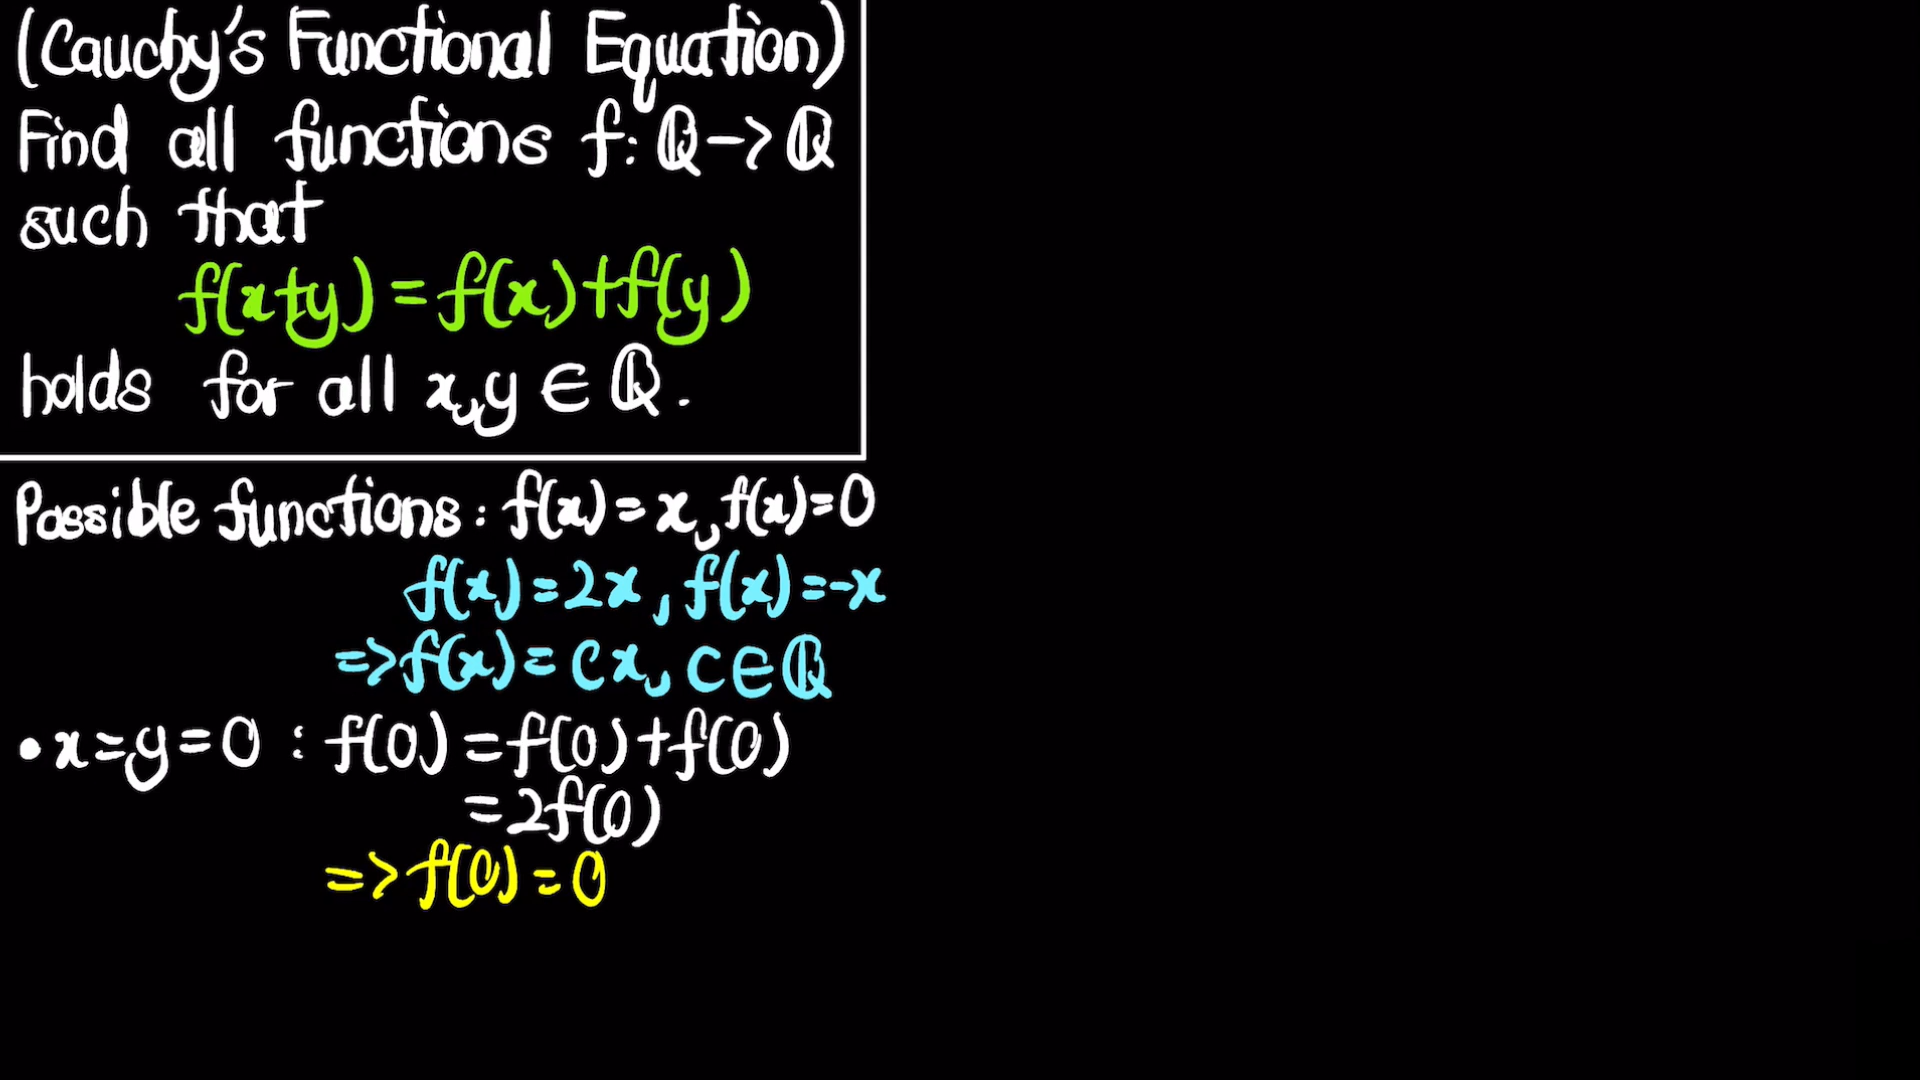 (Cauchy's Functional Equation)
Find all functions f: ℚ->ℚ
such that
f(x+y)=f(x)+f(y)
holds for all x,y ∈ ℚ.
Possible functions: f(x)=x, f(x)=0
f(x)=2x, f(x)=-x
=>f(x)=cx, c∈ℚ
•x=y=0 : f(0)=f(0)+f(0)
=2f(0)
=>f(0)=0